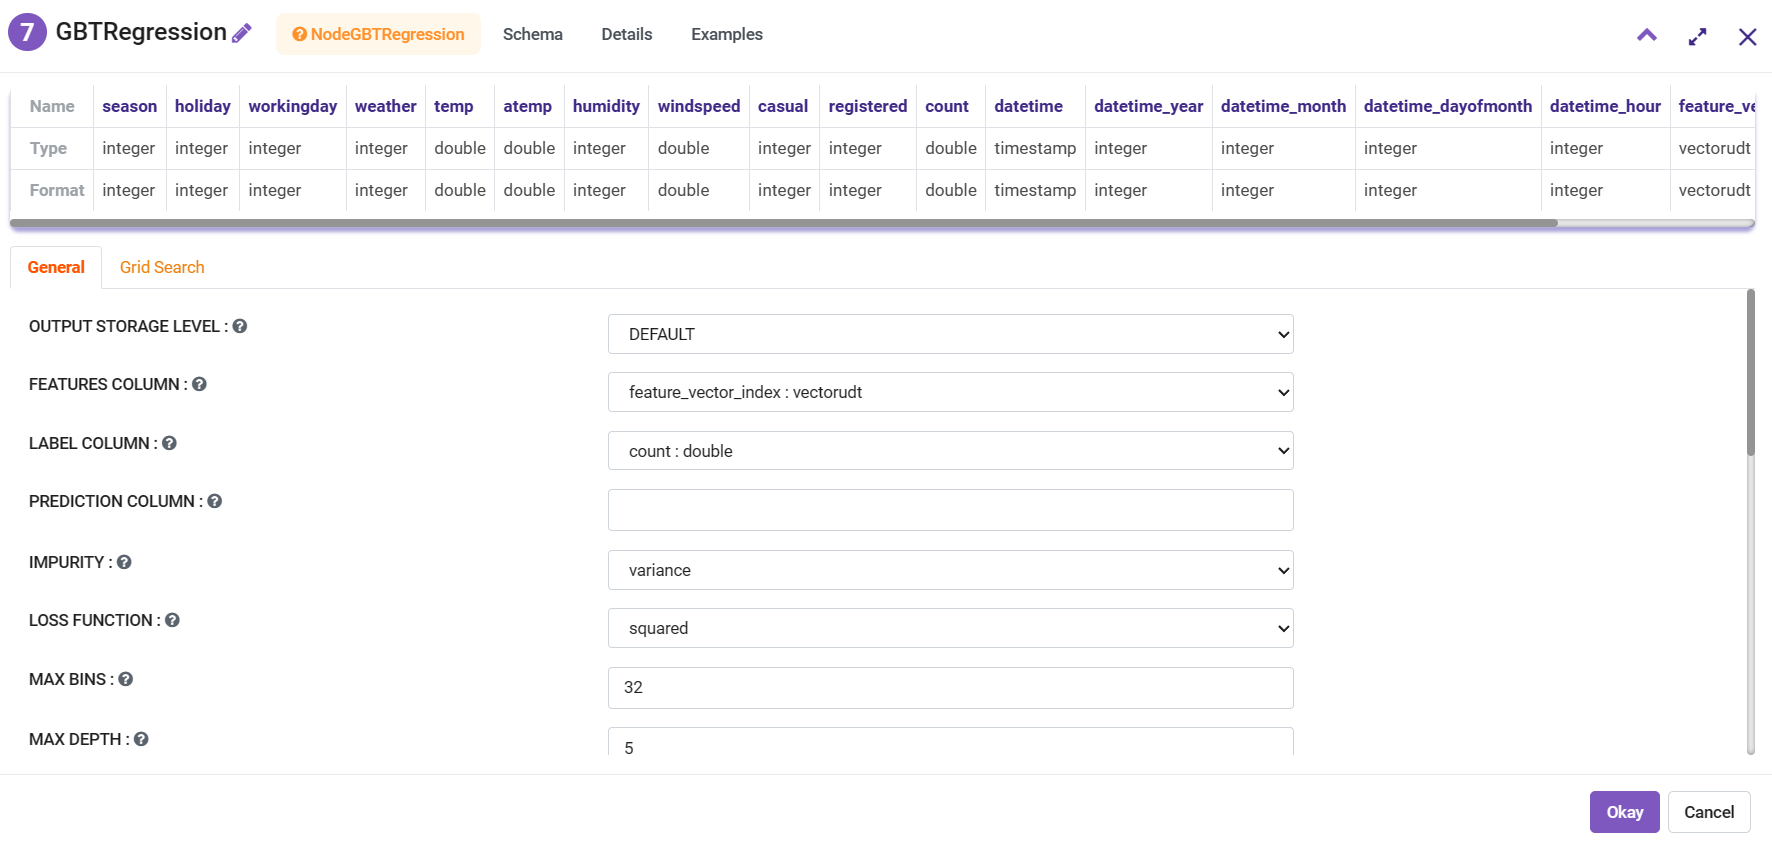 7 GBTRegression NodeGBTRegression Schema Details Examples
Name season holiday workingday weather temp atemp humidity windspeed casual registered count datetime datetime_year datetime_month datetime_dayofmonth datetime_hour feature_ve
Type integer integer integer integer double double integer double integer integer double timestamp integer integer integer integer vectorudt
Format integer integer integer integer double double integer double integer integer double timestamp integer integer integer integer vectorudt
General Grid Search
OUTPUT STORAGE LEVEL : DEFAULT
FEATURES COLUMN : feature_vector_index : vectorudt
LABEL COLUMN : count : double
PREDICTION COLUMN :
IMPURITY : variance
LOSS FUNCTION : squared
MAX BINS : 32
MAX DEPTH : 5
Okay Cancel